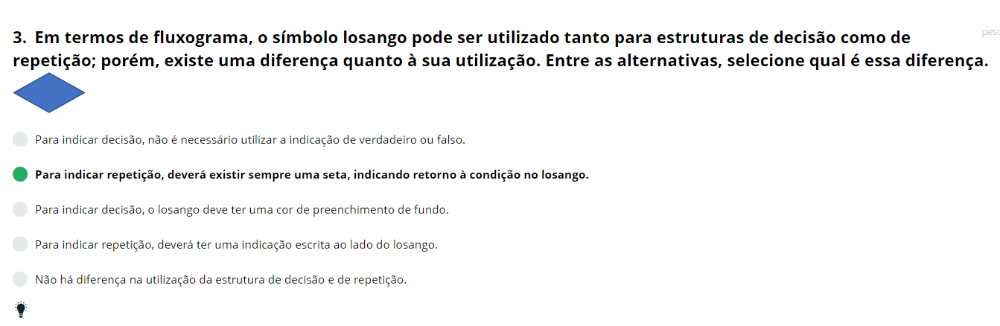 3. Em termos de fluxograma, o símbolo losango pode ser utilizado tanto para estruturas de decisão como de
repetição; porém, existe uma diferença quanto à sua utilização. Entre as alternativas, selecione qual é essa diferença.
Para indicar decisão, não é necessário utilizar a indicação de verdadeiro ou falso.
Para indicar repetição, deverá existir sempre uma seta, indicando retorno à condição no losango.
Para indicar decisão, o losango deve ter uma cor de preenchimento de fundo.
Para indicar repetição, deverá ter uma indicação escrita ao lado do losango.
Não há diferença na utilização da estrutura de decisão e de repetição.